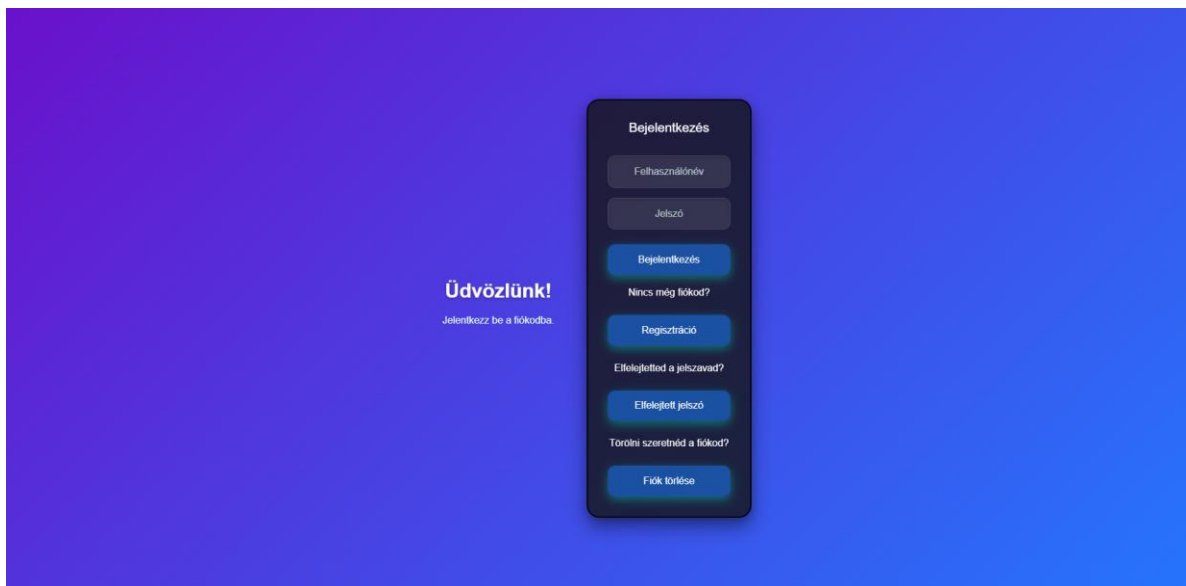 Üdvözlünk!
Jelentkezz be a fiókodba.
Bejelentkezés
Felhasználónév
Jelszó
Bejelentkezés
Nincs még fiókod?
Regisztráció
Elfelejtetted a jelszavad?
Elfelejtett jelszó
Törölni szeretnéd a fiókod?
Fiók törlése